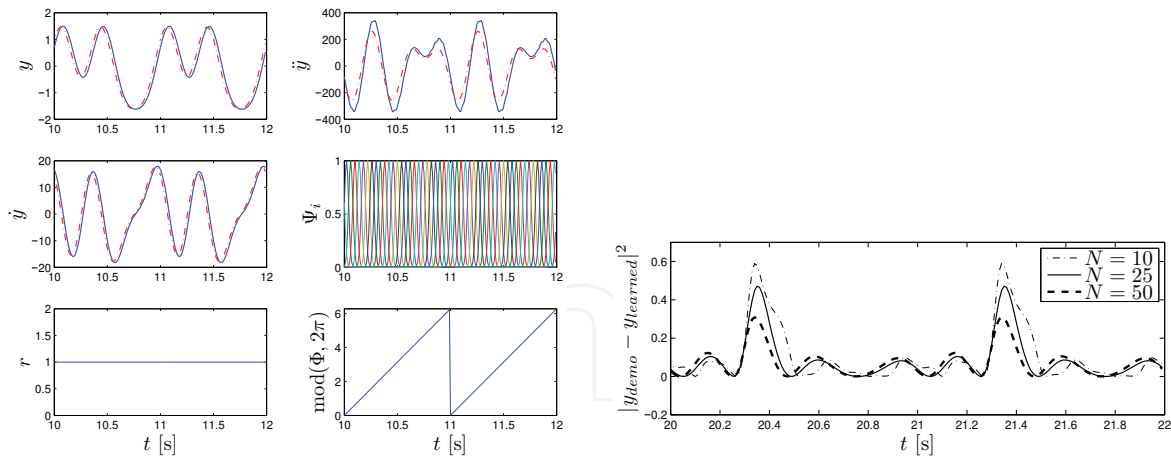 2
1
0
−1
−2
y
10 10.5 11 11.5 12
400
200
0
−200
−400
ÿ
10 10.5 11 11.5 12
20
10
0
−10
−20
ẏ
10 10.5 11 11.5 12
1
0.5
0
Ψi
10 10.5 11 11.5 12
2
1.5
1
0.5
0
r
10 10.5 11 11.5 12
t [s]
6
4
2
0
mod(Φ, 2π)
10 10.5 11 11.5 12
t [s]
0.6
0.4
0.2
0
−0.2
|ydemo − ylearned|²
N = 10
N = 25
N = 50
20 20.2 20.4 20.6 20.8 21 21.2 21.4 21.6 21.8 22
t [s]